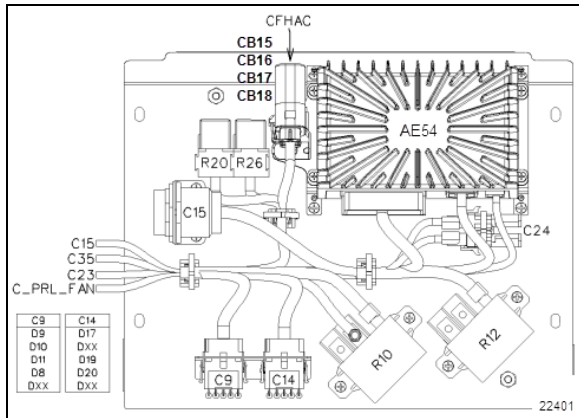 CFHAC
CB15
CB16
CB17
CB18
AE54
R20 R26
C15
C24
C15
C35
C23
C_PRL_FAN
R10
R12
C9 C14
C9 C14
D9 D17
D10 DXX
D11 D19
D8 D20
DXX DXX
22401